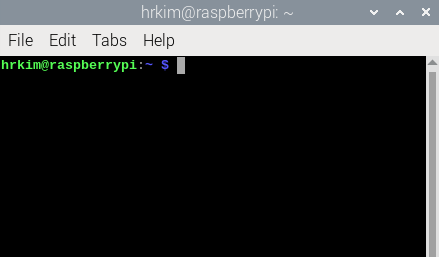 hrkim@raspberrypi: ~
File Edit Tabs Help
hrkim@raspberrypi:~ $